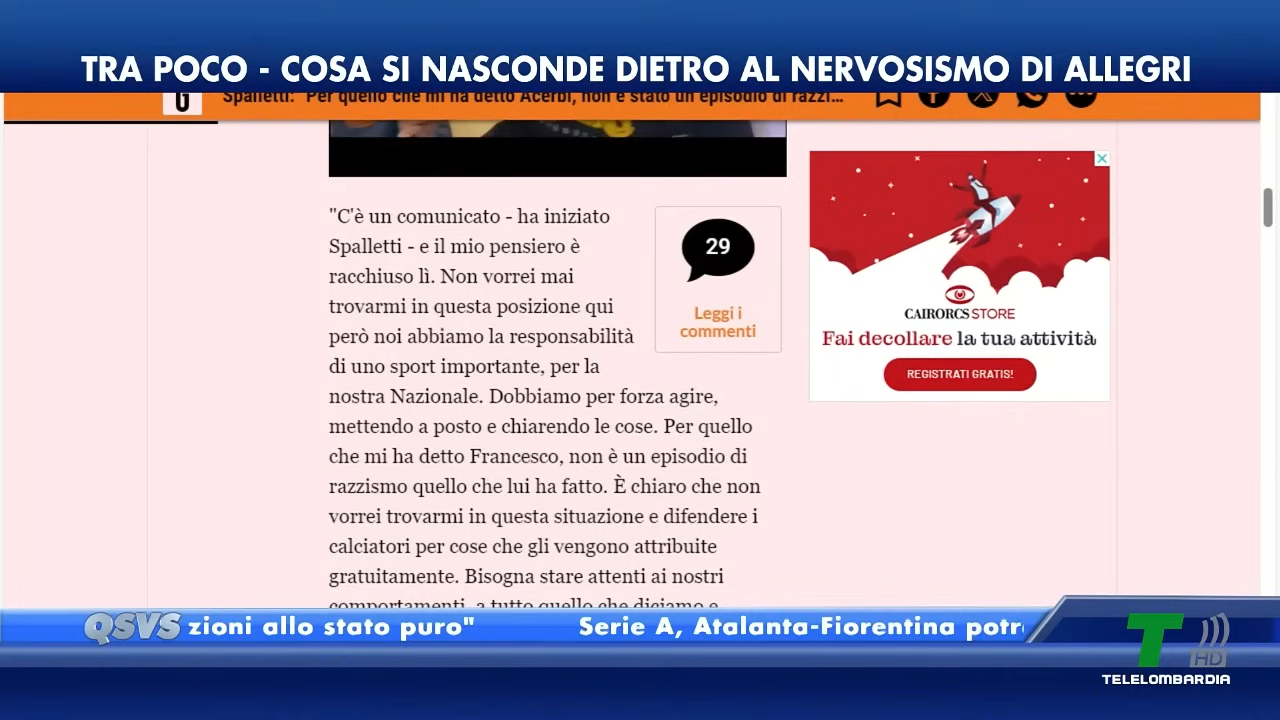 TRA POCO - COSA SI NASCONDE DIETRO AL NERVOSISMO DI ALLEGRI
Spalletti: "Per quello che mi ha detto Acerbi, non è stato un episodio di razzi...
"C'è un comunicato - ha iniziato
Spalletti - e il mio pensiero è
racchiuso lì. Non vorrei mai
trovarmi in questa posizione qui
però noi abbiamo la responsabilità
di uno sport importante, per la
nostra Nazionale. Dobbiamo per forza agire,
mettendo a posto e chiarendo le cose. Per quello
che mi ha detto Francesco, non è un episodio di
razzismo quello che lui ha fatto. È chiaro che non
vorrei trovarmi in questa situazione e difendere i
calciatori per cose che gli vengono attribuite
gratuitamente. Bisogna stare attenti ai nostri
comportamenti, a tutto quello che diciamo e
29
Leggi i
commenti
CAIRORCS STORE
Fai decollare la tua attività
REGISTRATI GRATIS!
QSVS zioni allo stato puro" Serie A, Atalanta-Fiorentina potr
T HD
TELELOMBARDIA